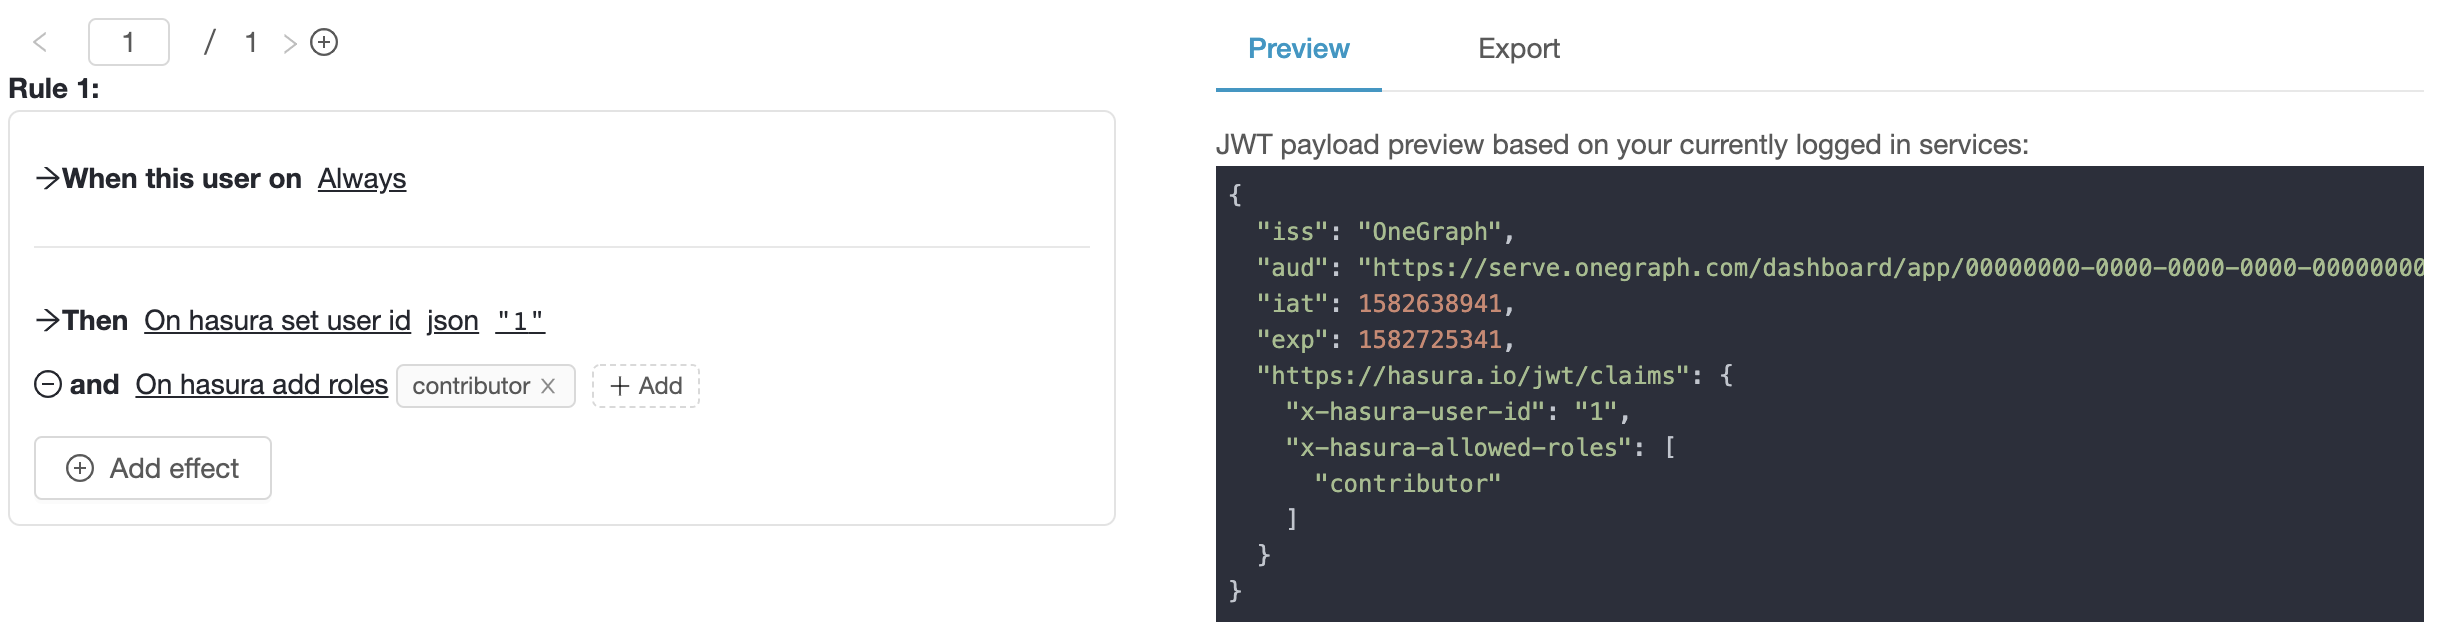 < 1 / 1 >
Rule 1:
→When this user on Always
→Then On hasura set user id json "1"
and On hasura add roles contributor × + Add
Add effect
Preview Export
JWT payload preview based on your currently logged in services:
{
  "iss": "OneGraph",
  "aud": "https://serve.onegraph.com/dashboard/app/00000000-0000-0000-0000-00000000
  "iat": 1582638941,
  "exp": 1582725341,
  "https://hasura.io/jwt/claims": {
    "x-hasura-user-id": "1",
    "x-hasura-allowed-roles": [
      "contributor"
    ]
  }
}